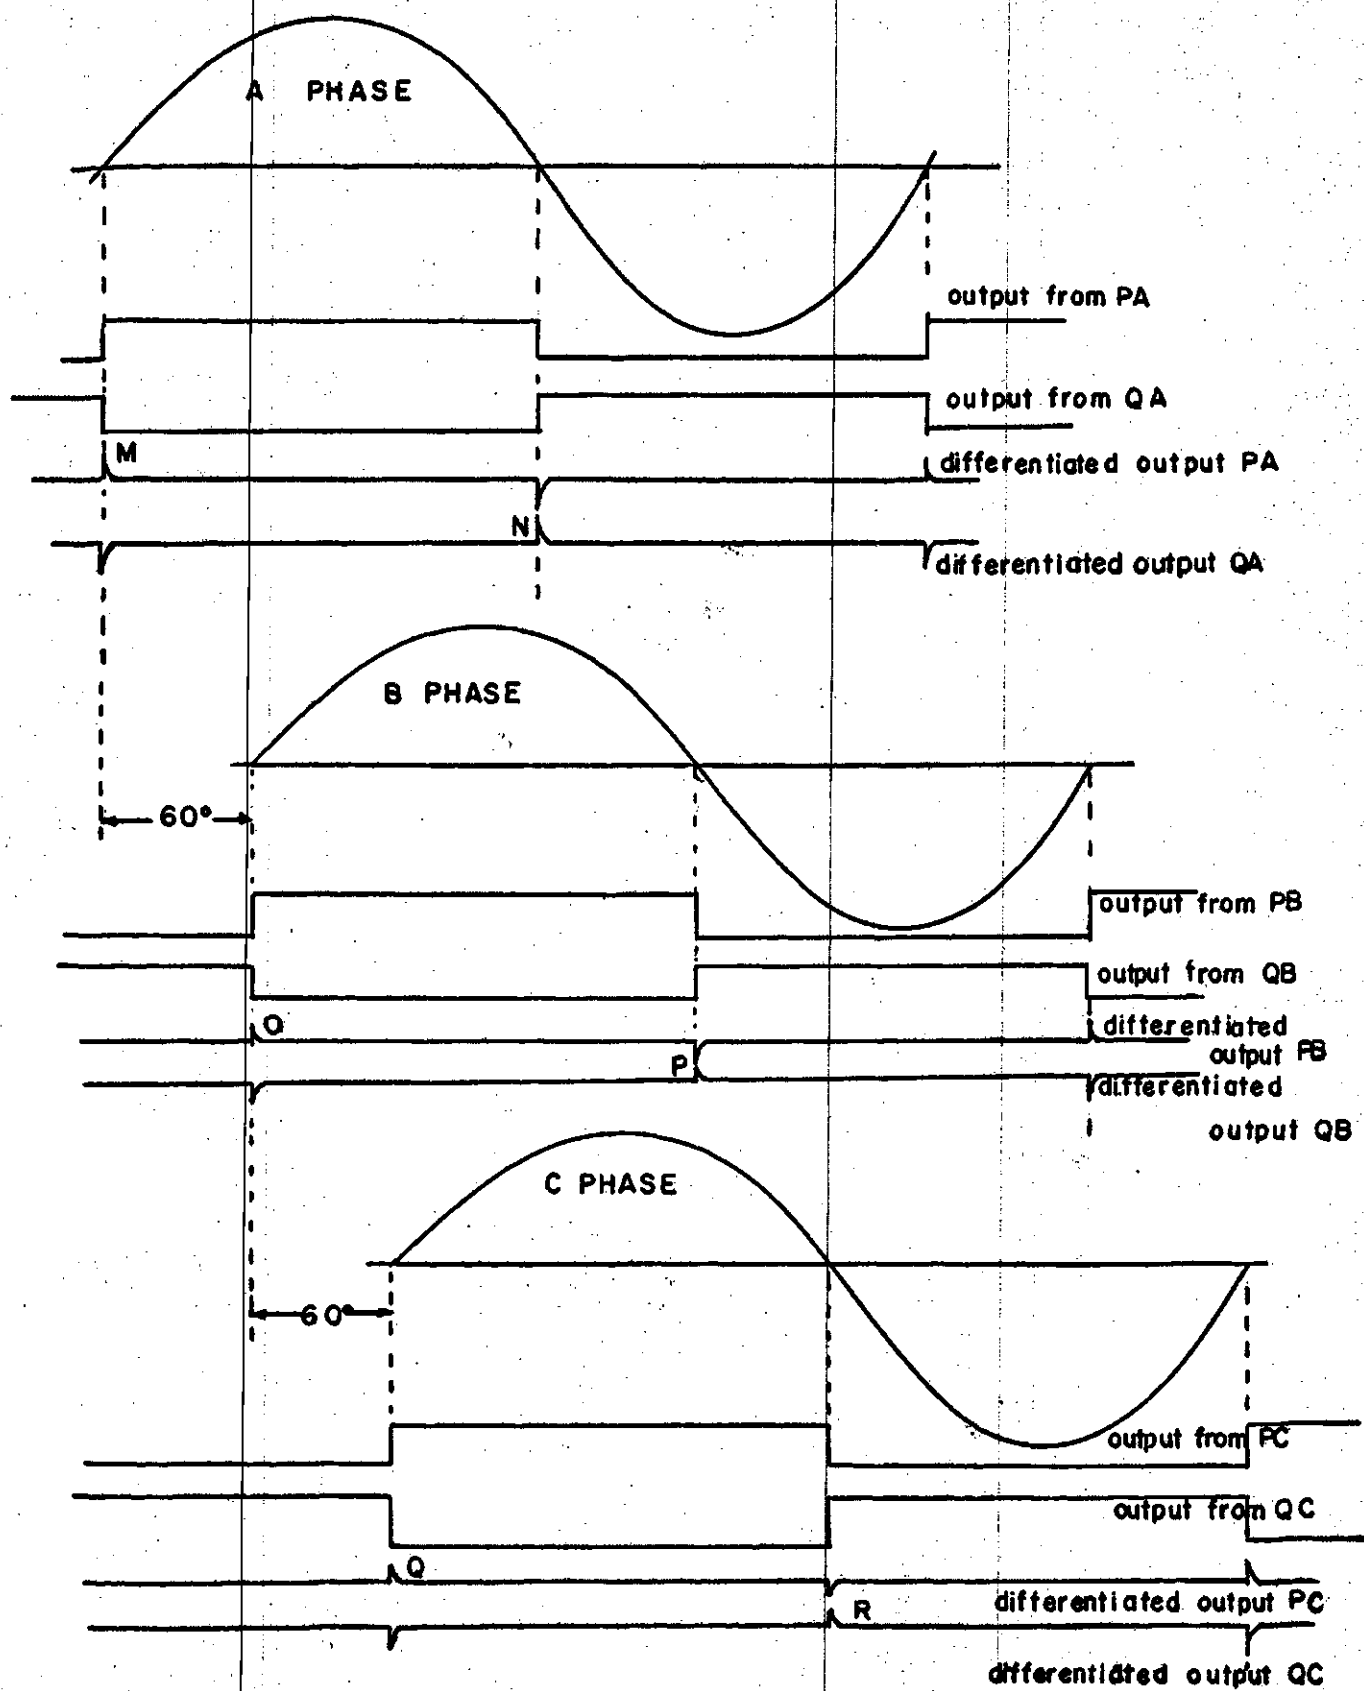 A PHASE
output from PA
output from QA
M
differentiated output PA
N
differentiated output QA
B PHASE
60°
output from PB
output from QB
O
differentiated
output PB
P
differentiated
output QB
C PHASE
60°
output from PC
output from QC
Q
differentiated output PC
R
differentiated output QC